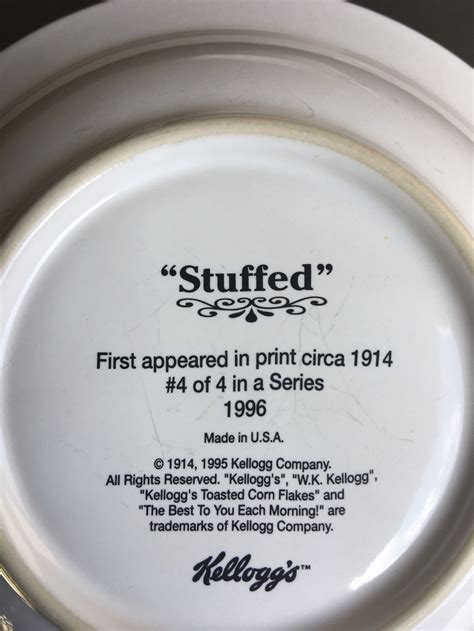 “Stuffed”
First appeared in print circa 1914
#4 of 4 in a Series
1996
Made in U.S.A.
© 1914, 1995 Kellogg Company.
All Rights Reserved. "Kellogg's", "W.K. Kellogg",
"Kellogg's Toasted Corn Flakes" and
"The Best To You Each Morning!" are
trademarks of Kellogg Company.
Kellogg's™